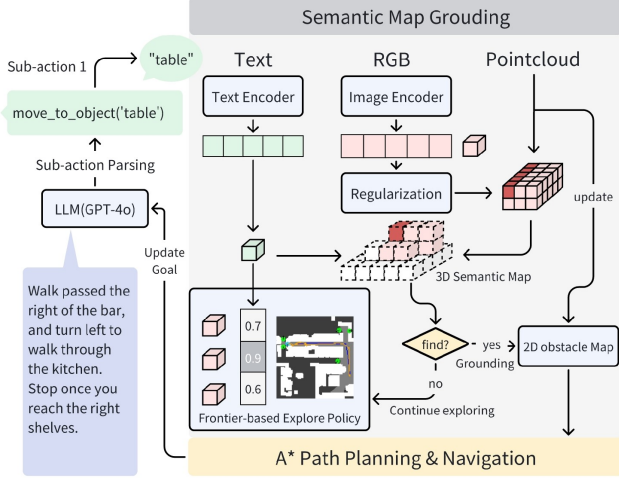 Semantic Map Grouding
"table"
Sub-action 1
move_to_object('table')
Sub-action Parsing
LLM(GPT-4o)
Update
Goal
Walk passed the
right of the bar,
and turn left to
walk through
the kitchen.
Stop once you
reach the right
shelves.
Text
RGB
Pointcloud
Text Encoder
Image Encoder
Regularization
update
3D Semantic Map
0.7
0.9
0.6
Frontier-based Explore Policy
find?
yes
Grounding
no
Continue exploring
2D obstacle Map
A* Path Planning & Navigation